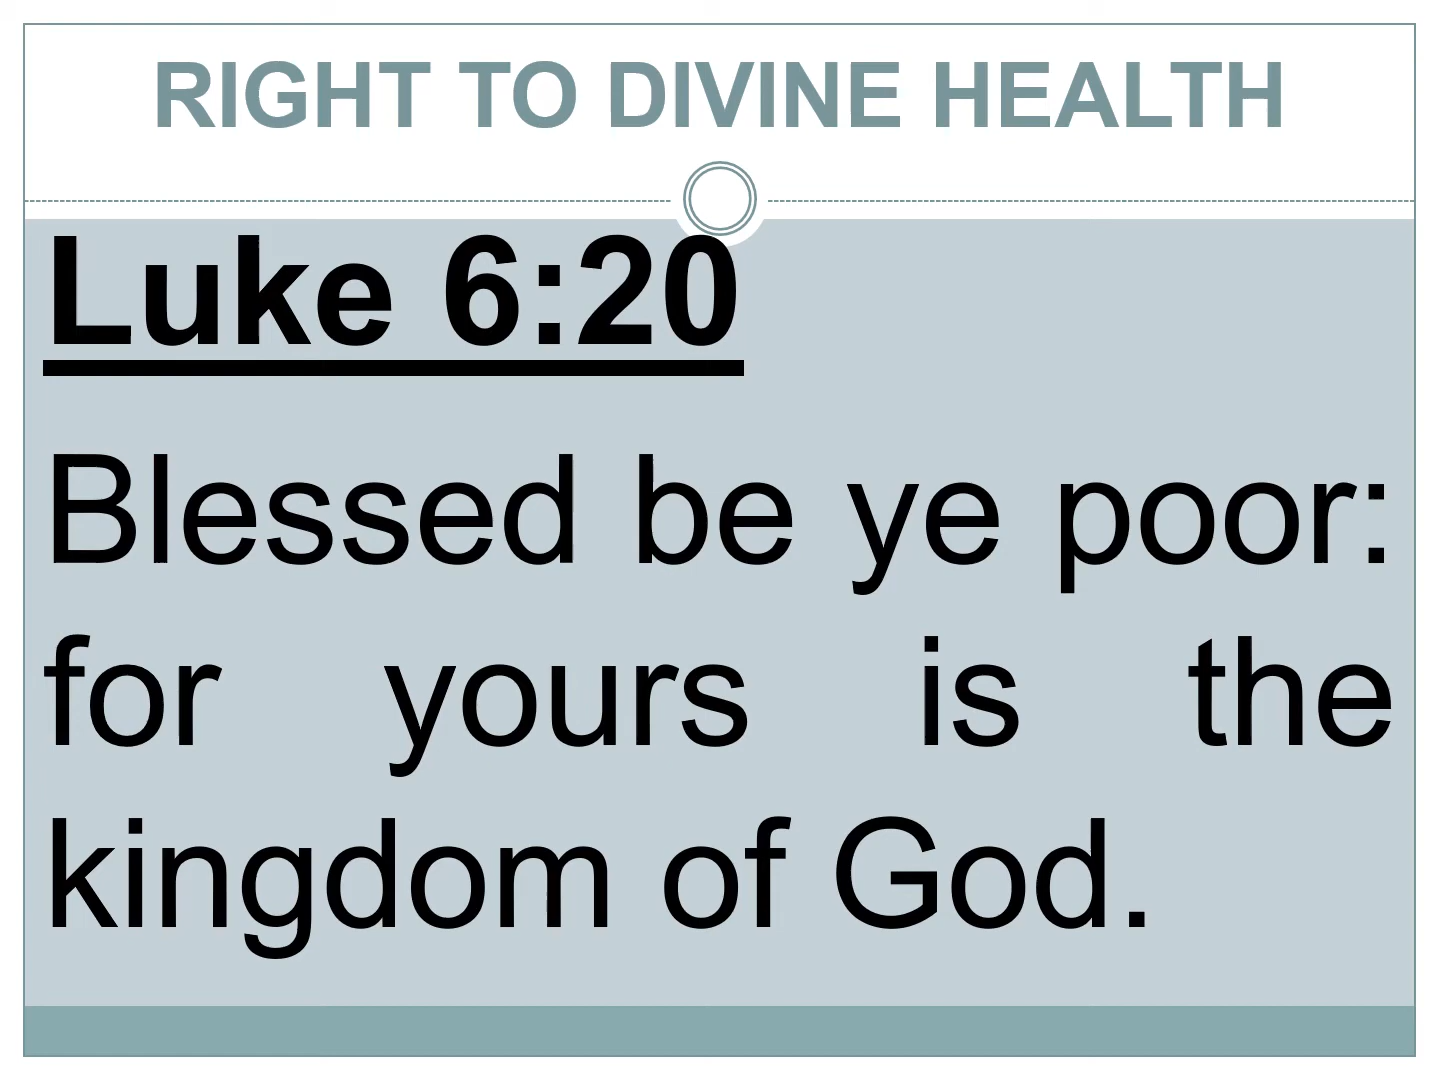 RIGHT TO DIVINE HEALTH
Luke 6:20
Blessed be ye poor:
for yours is the
kingdom of God.